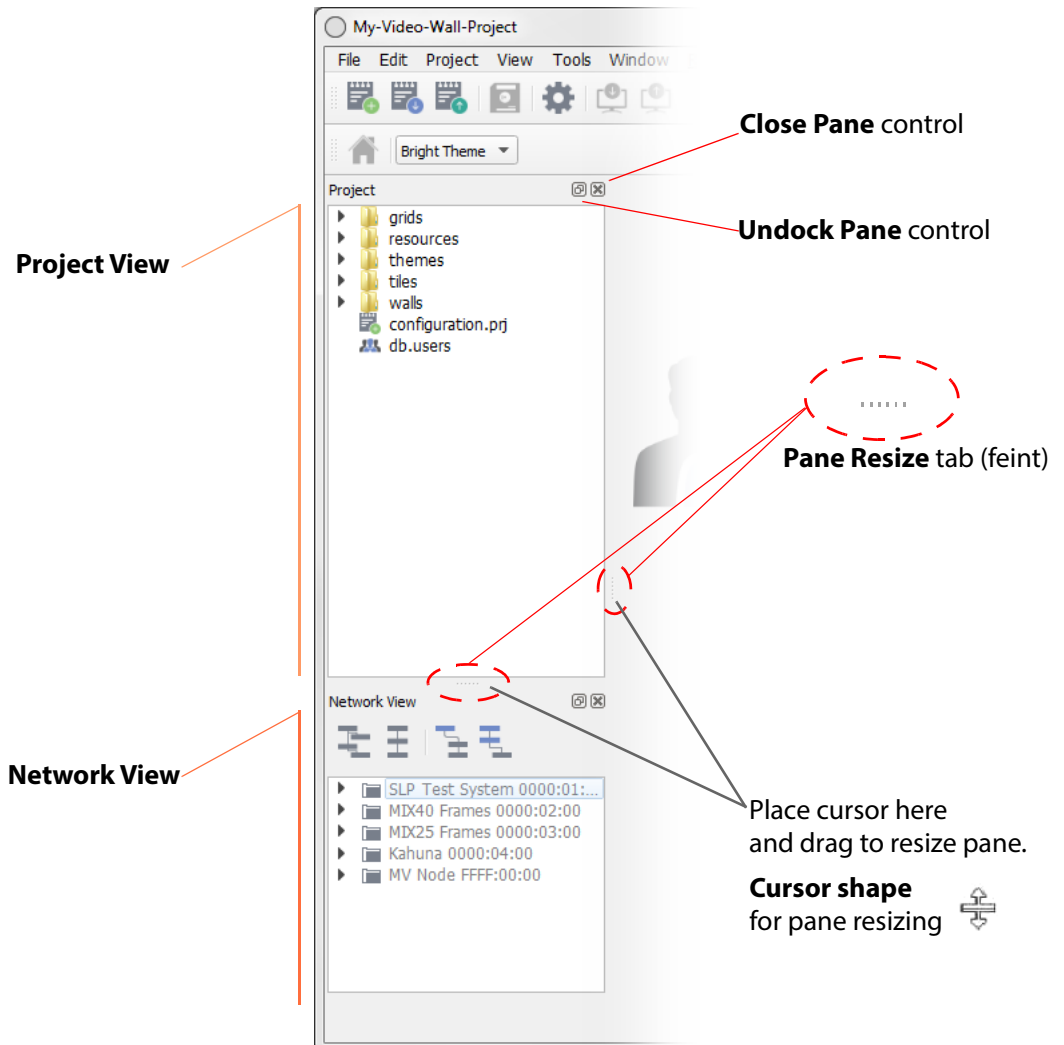 My-Video-Wall-Project
File Edit Project View Tools Window
Bright Theme
Close Pane control
Project
Undock Pane control
grids
resources
themes
tiles
walls
configuration.prj
db.users
Project View
Pane Resize tab (feint)
Network View
Network View
SLP Test System 0000:01:...
MIX40 Frames 0000:02:00
MIX25 Frames 0000:03:00
Kahuna 0000:04:00
MV Node FFFF:00:00
Place cursor here
and drag to resize pane.
Cursor shape
for pane resizing